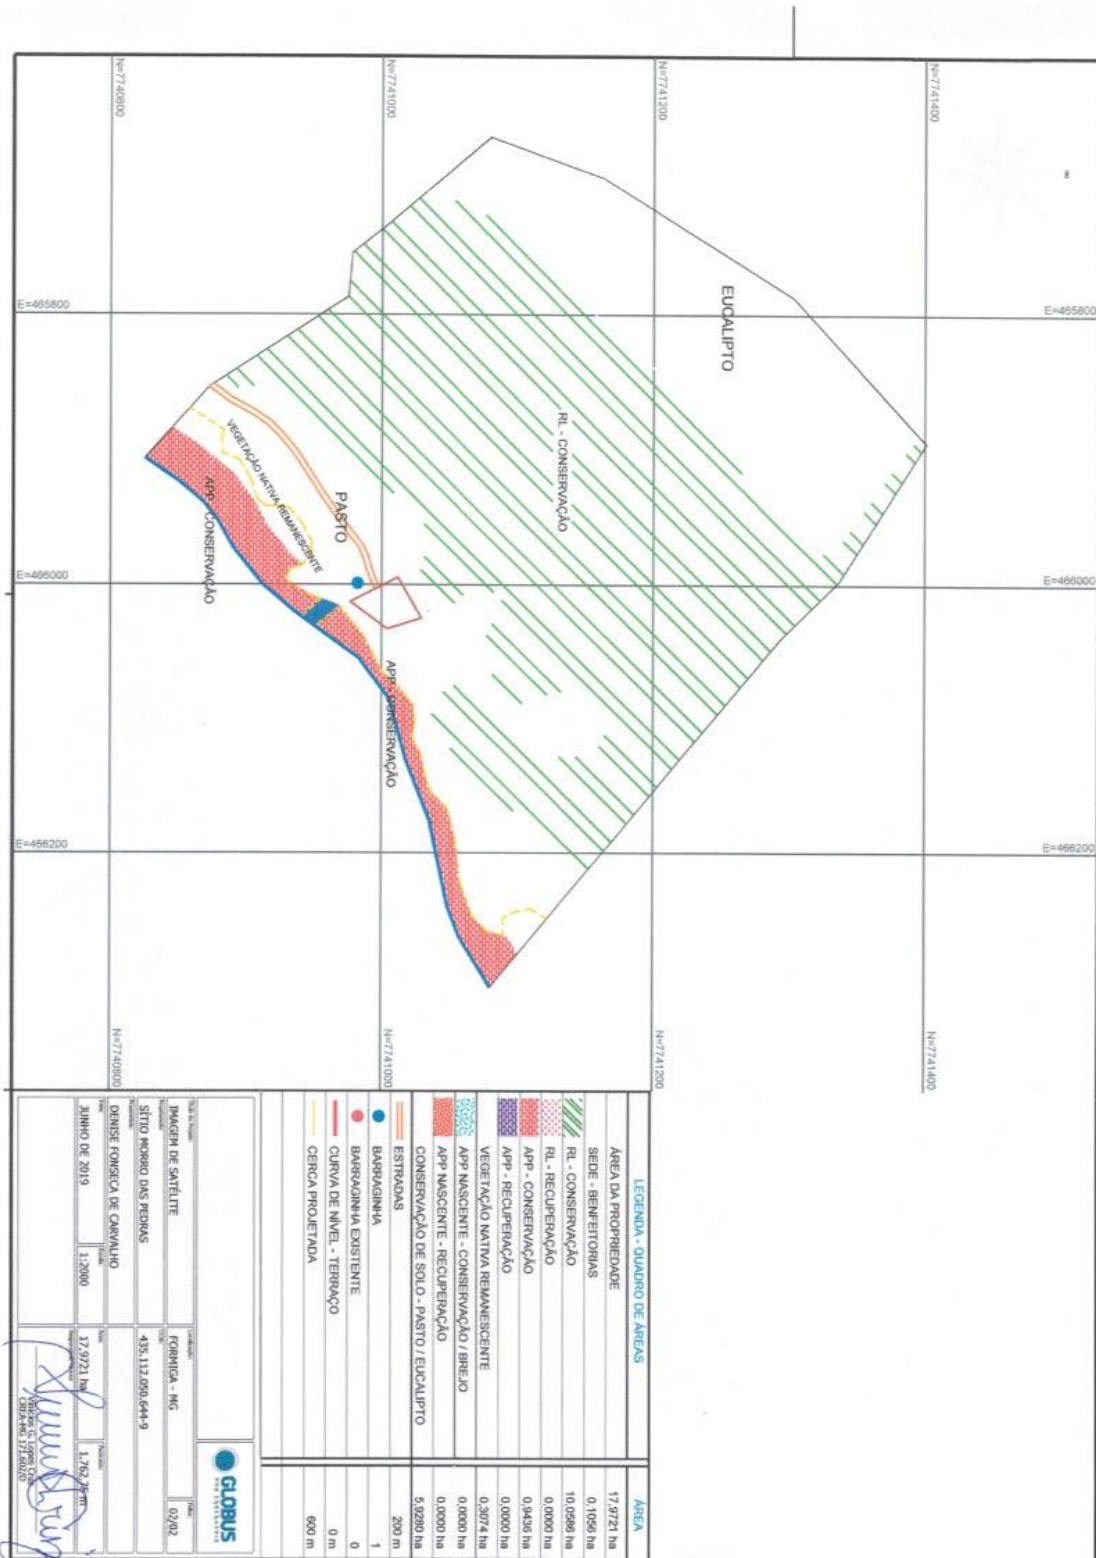 N=7740800
N=7741000
N=7741200
N=7741400
E=465800
E=465800
EUCALIPTO
RL - CONSERVAÇÃO
VEGETAÇÃO NATIVA REMANESCENTE
PASTO
APP - CONSERVAÇÃO
E=466000
E=466000
APP - CONSERVAÇÃO
E=466200
E=466200
N=7740800
N=7741000
N=7741200
N=7741400
LEGENDA - QUADRO DE ÁREAS ÁREA
ÁREA DA PROPRIEDADE 17,9721 ha
SEDE - BENFEITORIAS 0,1056 ha
RL - CONSERVAÇÃO 10,0586 ha
RL - RECUPERAÇÃO 0,0000 ha
APP - CONSERVAÇÃO 0,9436 ha
APP - RECUPERAÇÃO 0,0000 ha
VEGETAÇÃO NATIVA REMANESCENTE 0,3074 ha
APP NASCENTE - CONSERVAÇÃO / BREJO 0,0000 ha
APP NASCENTE - RECUPERAÇÃO 0,0000 ha
CONSERVAÇÃO DE SOLO - PASTO / EUCALIPTO 5,9280 ha
ESTRADAS 200 m
BARRAGINHA 1
BARRAGINHA EXISTENTE 0
CURVA DE NÍVEL - TERRAÇO 0 m
CERCA PROJETADA 600 m
GLOBUS
IMAGEM DE SATÉLITE FORMIGA - MG 02/02
SÍTIO MORRO DAS PEDRAS 435.112.050.644-9
DENISE FONSECA DE CARVALHO
JUNHO DE 2019 1:2000 17,9721 ha